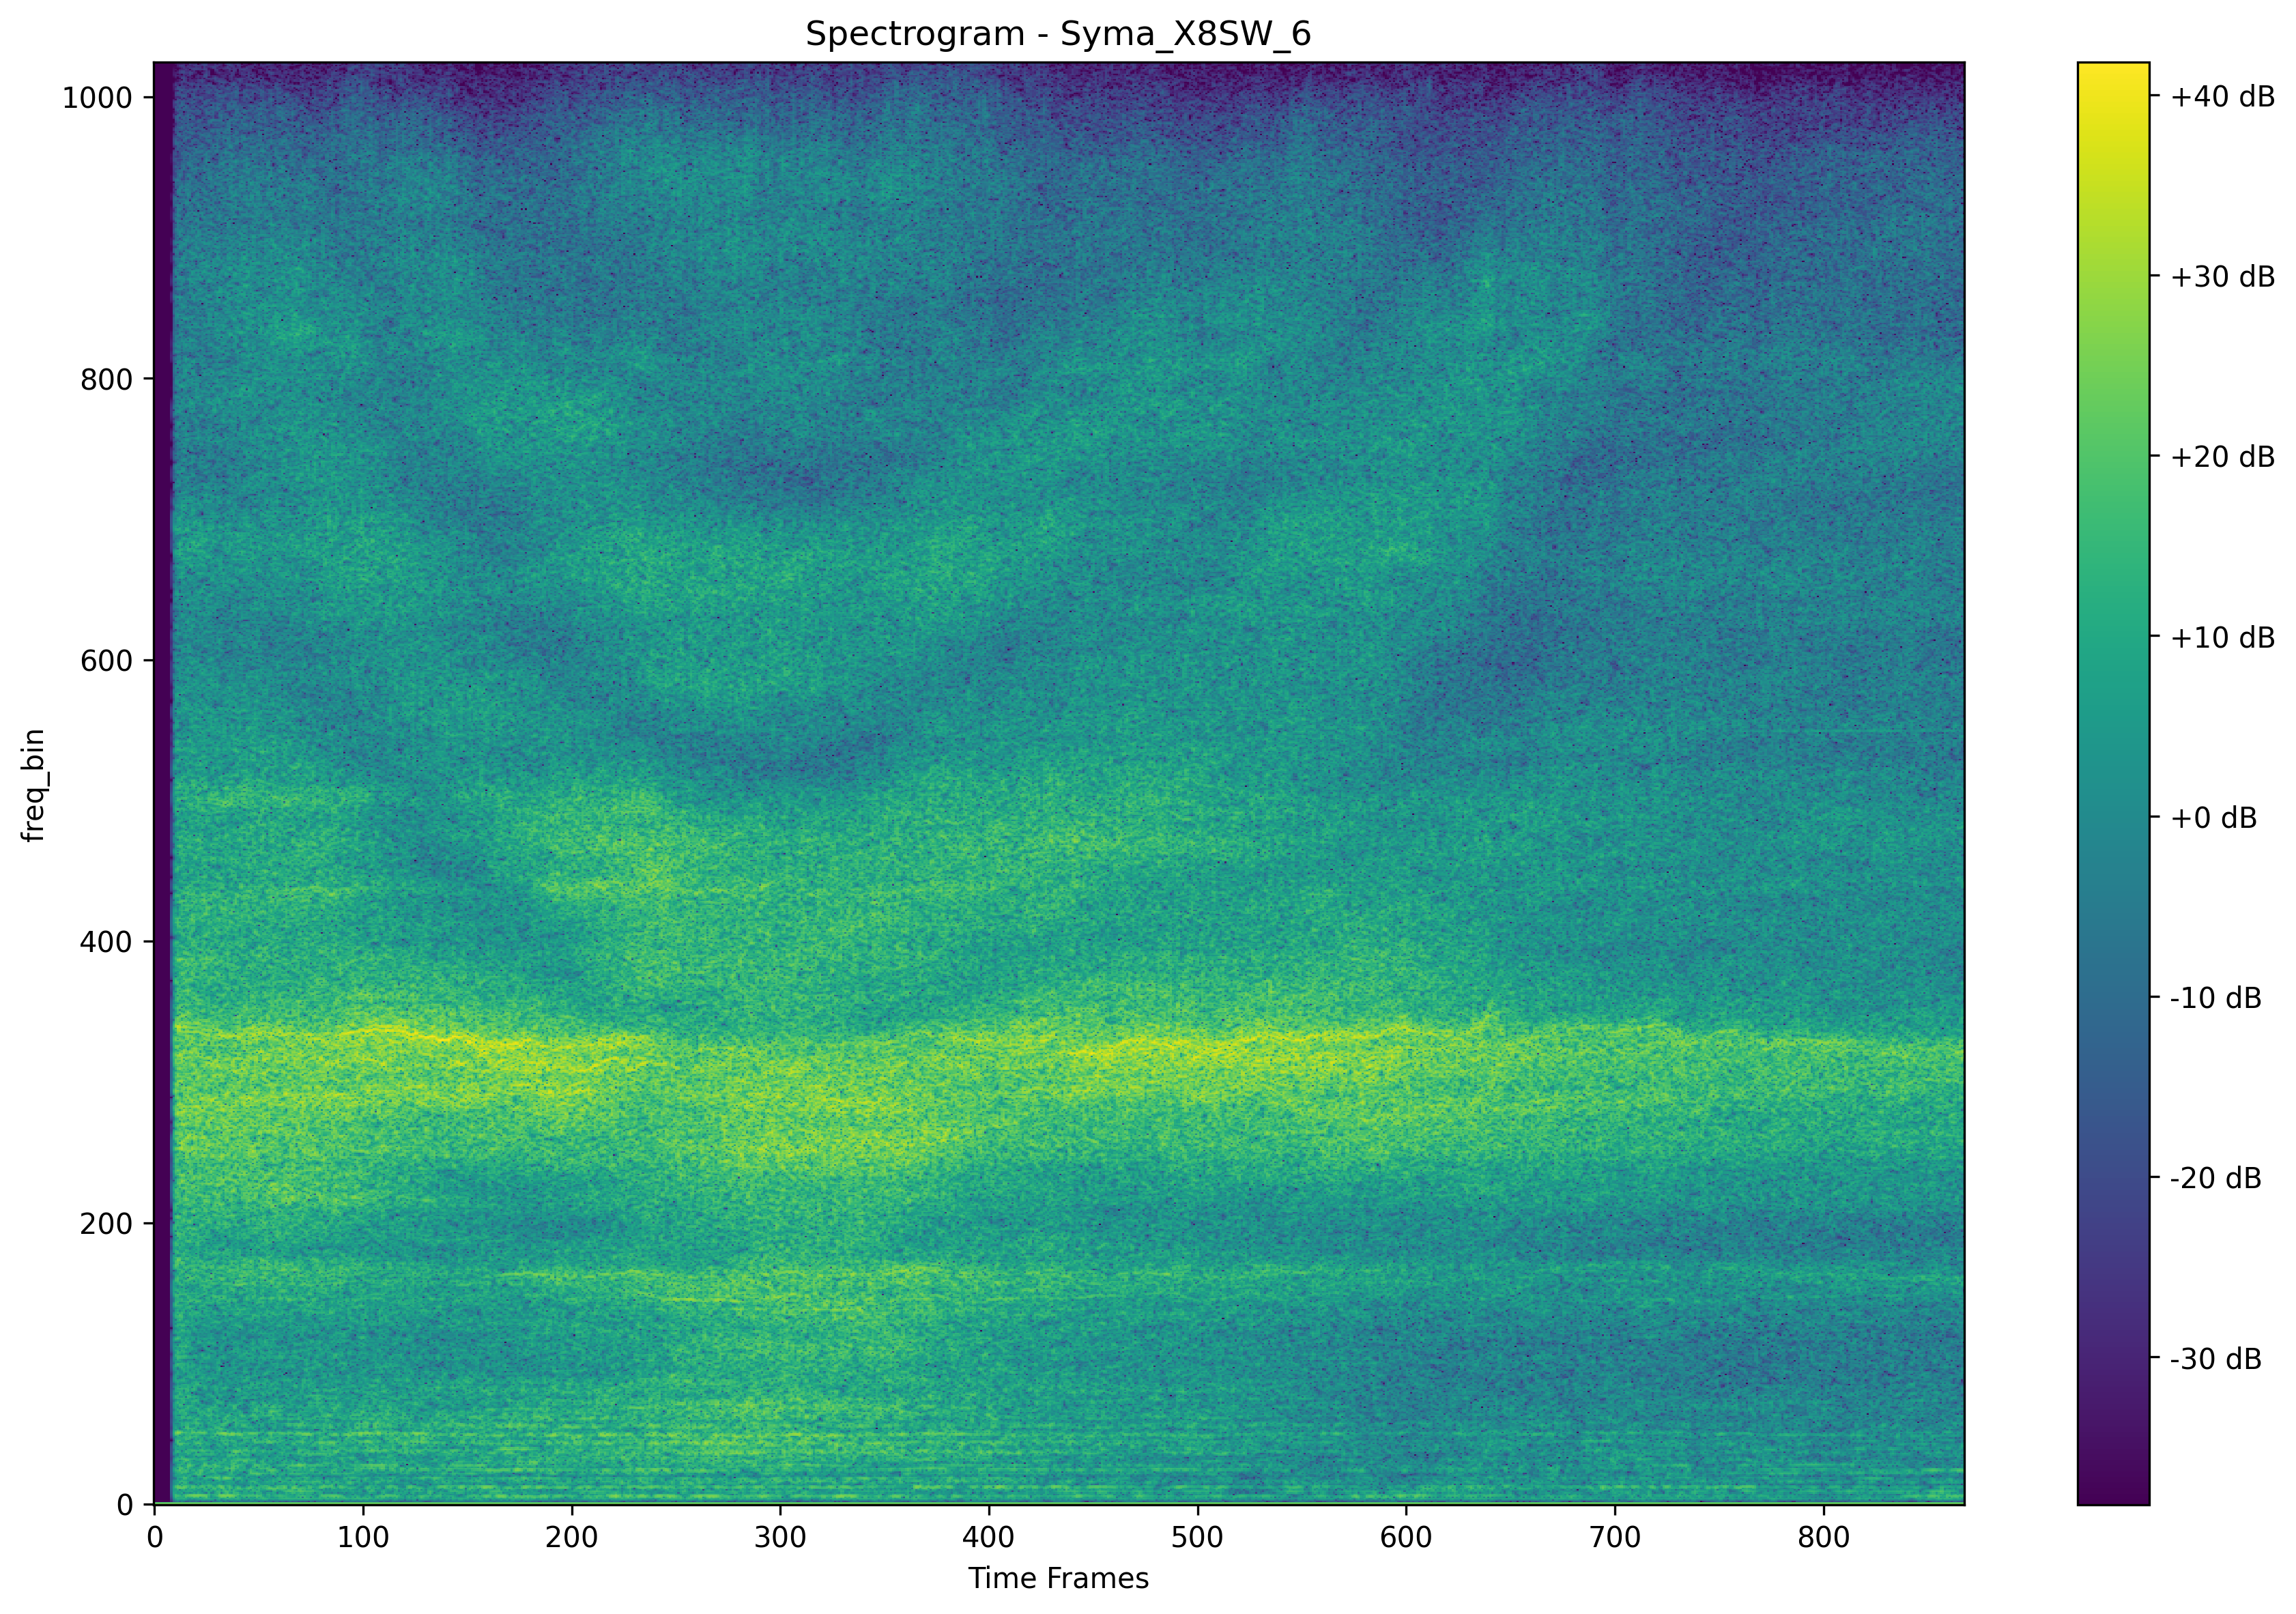 Spectrogram - Syma_X8SW_6
freq_bin
1000
800
600
400
200
0
0 100 200 300 400 500 600 700 800
Time Frames
+40 dB
+30 dB
+20 dB
+10 dB
+0 dB
-10 dB
-20 dB
-30 dB